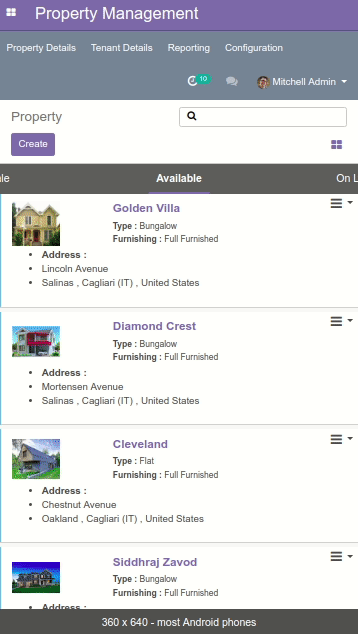 Property Management
Property Details Tenant Details Reporting Configuration
10 Mitchell Admin
Property
Create
le Available On L
Golden Villa
Type : Bungalow
Furnishing : Full Furnished
Address :
Lincoln Avenue
Salinas , Cagliari (IT) , United States
Diamond Crest
Type : Bungalow
Furnishing : Full Furnished
Address :
Mortensen Avenue
Salinas , Cagliari (IT) , United States
Cleveland
Type : Flat
Furnishing : Full Furnished
Address :
Chestnut Avenue
Oakland , Cagliari (IT) , United States
Siddhraj Zavod
Type : Bungalow
Furnishing : Full Furnished
Address :
360 x 640 - most Android phones